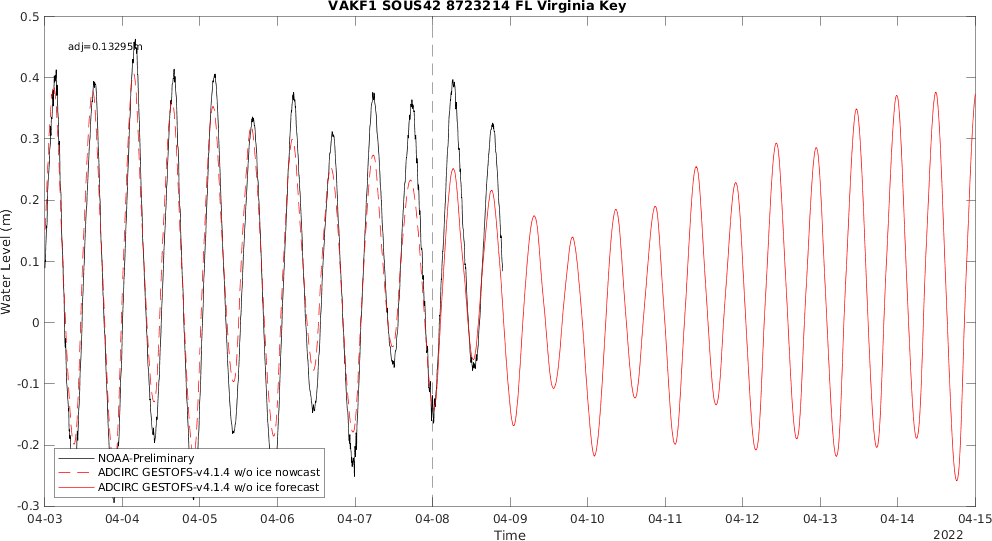 VAKF1 SOUS42 8723214 FL Virginia Key
adj=0.13295m
0.5
0.4
0.3
0.2
0.1
0
-0.1
-0.2
-0.3
Water Level (m)
NOAA-Preliminary
ADCIRC GESTOFS-v4.1.4 w/o ice nowcast
ADCIRC GESTOFS-v4.1.4 w/o ice forecast
04-03 04-04 04-05 04-06 04-07 04-08 04-09 04-10 04-11 04-12 04-13 04-14 04-15
Time
2022